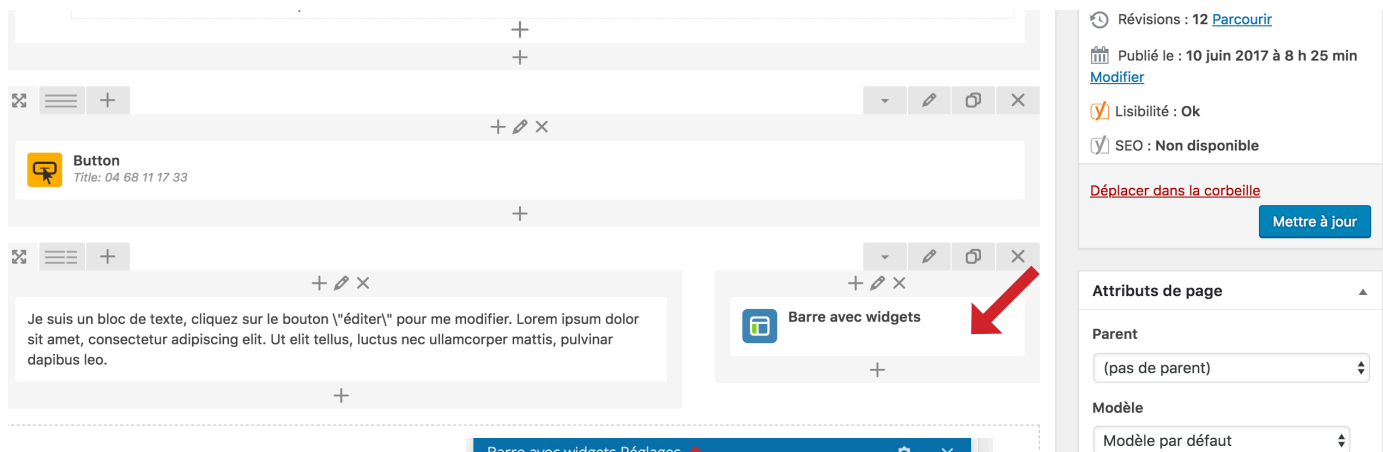 Révisions : 12 Parcourir
Publié le : 10 juin 2017 à 8 h 25 min
Modifier
Lisibilité : Ok
SEO : Non disponible
Déplacer dans la corbeille
Mettre à jour
Button
Title: 04 68 11 17 33
Je suis un bloc de texte, cliquez sur le bouton \"éditer\" pour me modifier. Lorem ipsum dolor
sit amet, consectetur adipiscing elit. Ut elit tellus, luctus nec ullamcorper mattis, pulvinar
dapibus leo.
Barre avec widgets
Attributs de page
Parent
(pas de parent)
Modèle
Modèle par défaut
Barre avec widgets Réglages